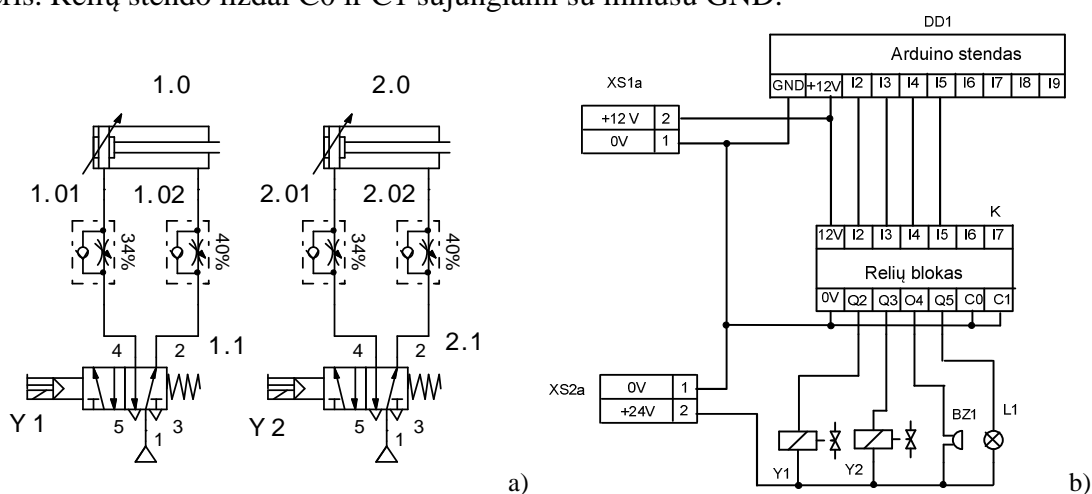 eris. Relių stendo lizdai C0 ir C1 sujungiami su minusu GND.
DD1
Arduino stendas
GND +12V I2 I3 I4 I5 I6 I7 I8 I9
XS1a
+12 V 2
0V 1
1.0 2.0
1.01 1.02 2.01 2.02
34% 40% 34% 40%
K
12V I2 I3 I4 I5 I6 I7
Relių blokas
0V Q2 Q3 O4 Q5 C0 C1
4 2 1.1 4 2 2.1
Y1 5 1 3 Y2 5 1 3
XS2a
0V 1
+24V 2
BZ1 L1
Y1 Y2
a) b)